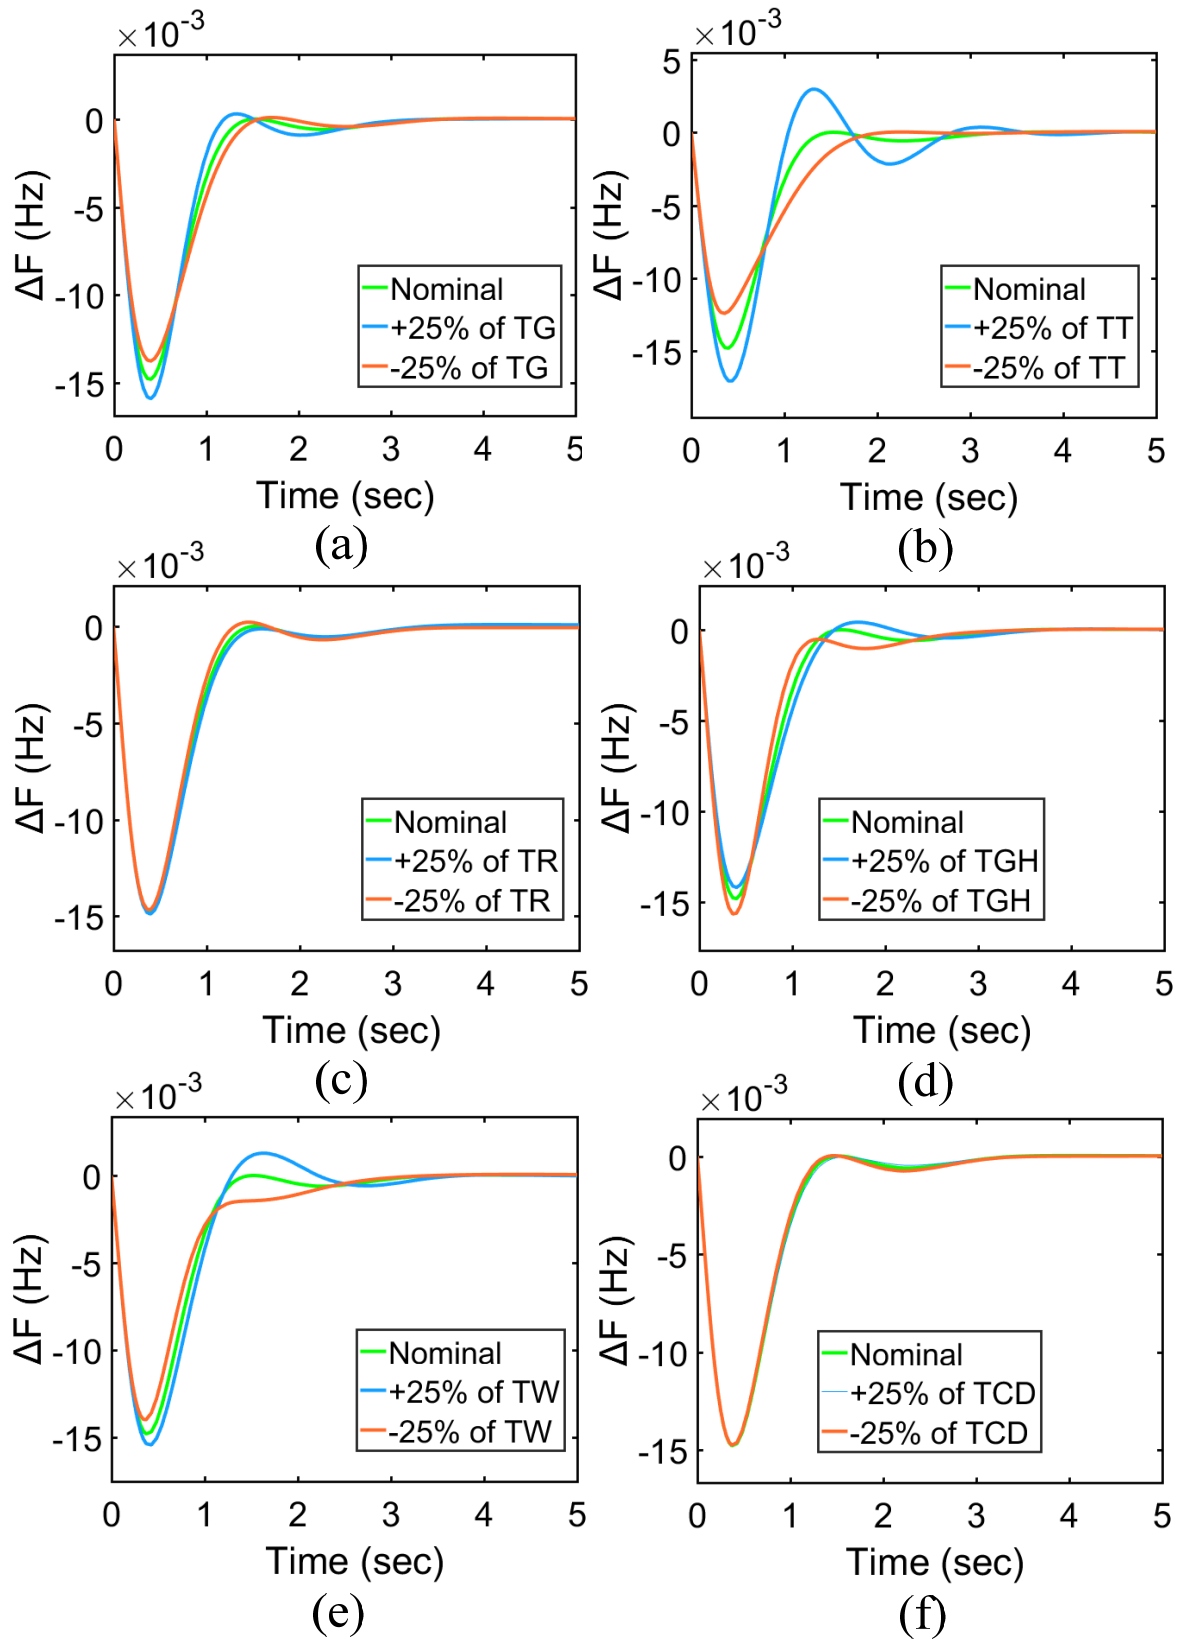 ×10-3
0
-5
-10
-15
ΔF (Hz)
Nominal
+25% of TG
-25% of TG
0 1 2 3 4 5
Time (sec)
(a)
×10-3
5
0
-5
-10
-15
ΔF (Hz)
Nominal
+25% of TT
-25% of TT
0 1 2 3 4 5
Time (sec)
(b)
×10-3
0
-5
-10
-15
ΔF (Hz)
Nominal
+25% of TR
-25% of TR
0 1 2 3 4 5
Time (sec)
(c)
×10-3
0
-5
-10
-15
ΔF (Hz)
Nominal
+25% of TGH
-25% of TGH
0 1 2 3 4 5
Time (sec)
(d)
×10-3
0
-5
-10
-15
ΔF (Hz)
Nominal
+25% of TW
-25% of TW
0 1 2 3 4 5
Time (sec)
(e)
×10-3
0
-5
-10
-15
ΔF (Hz)
Nominal
+25% of TCD
-25% of TCD
0 1 2 3 4 5
Time (sec)
(f)